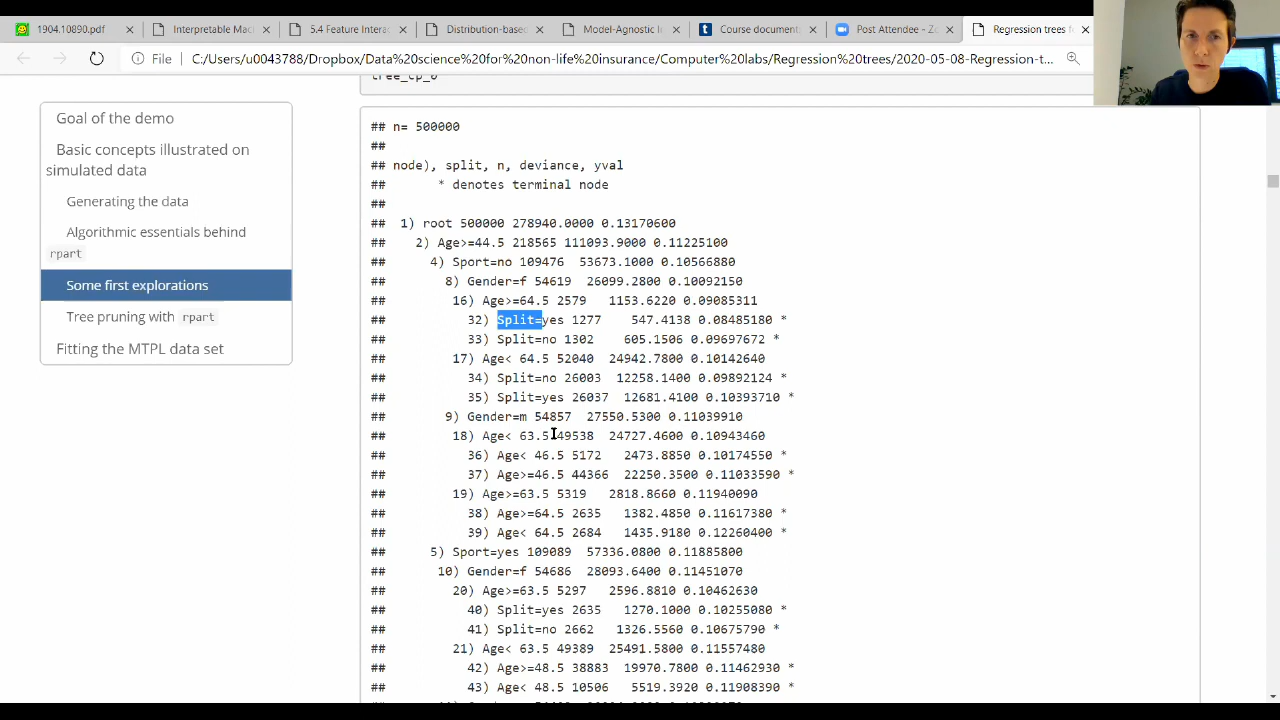 1904.10890.pdf
Interpretable Mac
5.4 Feature Interac
Distribution-based
Model-Agnostic I
Course document
Post Attendee - Zo
Regression trees fo
File C:/Users/u0043788/Dropbox/Data%20science%20for%20non-life%20insurance/Computer%20labs/Regression%20trees/2020-05-08-Regression-t...
tree_cp_0
Goal of the demo
Basic concepts illustrated on
simulated data
Generating the data
Algorithmic essentials behind
rpart
Some first explorations
Tree pruning with rpart
Fitting the MTPL data set
## n= 500000
##
## node), split, n, deviance, yval
## * denotes terminal node
##
## 1) root 500000 278940.0000 0.13170600
## 2) Age>=44.5 218565 111093.9000 0.11225100
## 4) Sport=no 109476 53673.1000 0.10566880
## 8) Gender=f 54619 26099.2800 0.10092150
## 16) Age>=64.5 2579 1153.6220 0.09085311
## 32) Split=yes 1277 547.4138 0.08485180 *
## 33) Split=no 1302 605.1506 0.09697672 *
## 17) Age< 64.5 52040 24942.7800 0.10142640
## 34) Split=no 26003 12258.1400 0.09892124 *
## 35) Split=yes 26037 12681.4100 0.10393710 *
## 9) Gender=m 54857 27550.5300 0.11039910
## 18) Age< 63.5 49538 24727.4600 0.10943460
## 36) Age< 46.5 5172 2473.8850 0.10174550 *
## 37) Age>=46.5 44366 22250.3500 0.11033590 *
## 19) Age>=63.5 5319 2818.8660 0.11940090
## 38) Age>=64.5 2635 1382.4850 0.11617380 *
## 39) Age< 64.5 2684 1435.9180 0.12260400 *
## 5) Sport=yes 109089 57336.0800 0.11885800
## 10) Gender=f 54686 28093.6400 0.11451070
## 20) Age>=63.5 5297 2596.8810 0.10462630
## 40) Split=yes 2635 1270.1000 0.10255080 *
## 41) Split=no 2662 1326.5560 0.10675790 *
## 21) Age< 63.5 49389 25491.5800 0.11557480
## 42) Age>=48.5 38883 19970.7800 0.11462930 *
## 43) Age< 48.5 10506 5519.3920 0.11908390 *